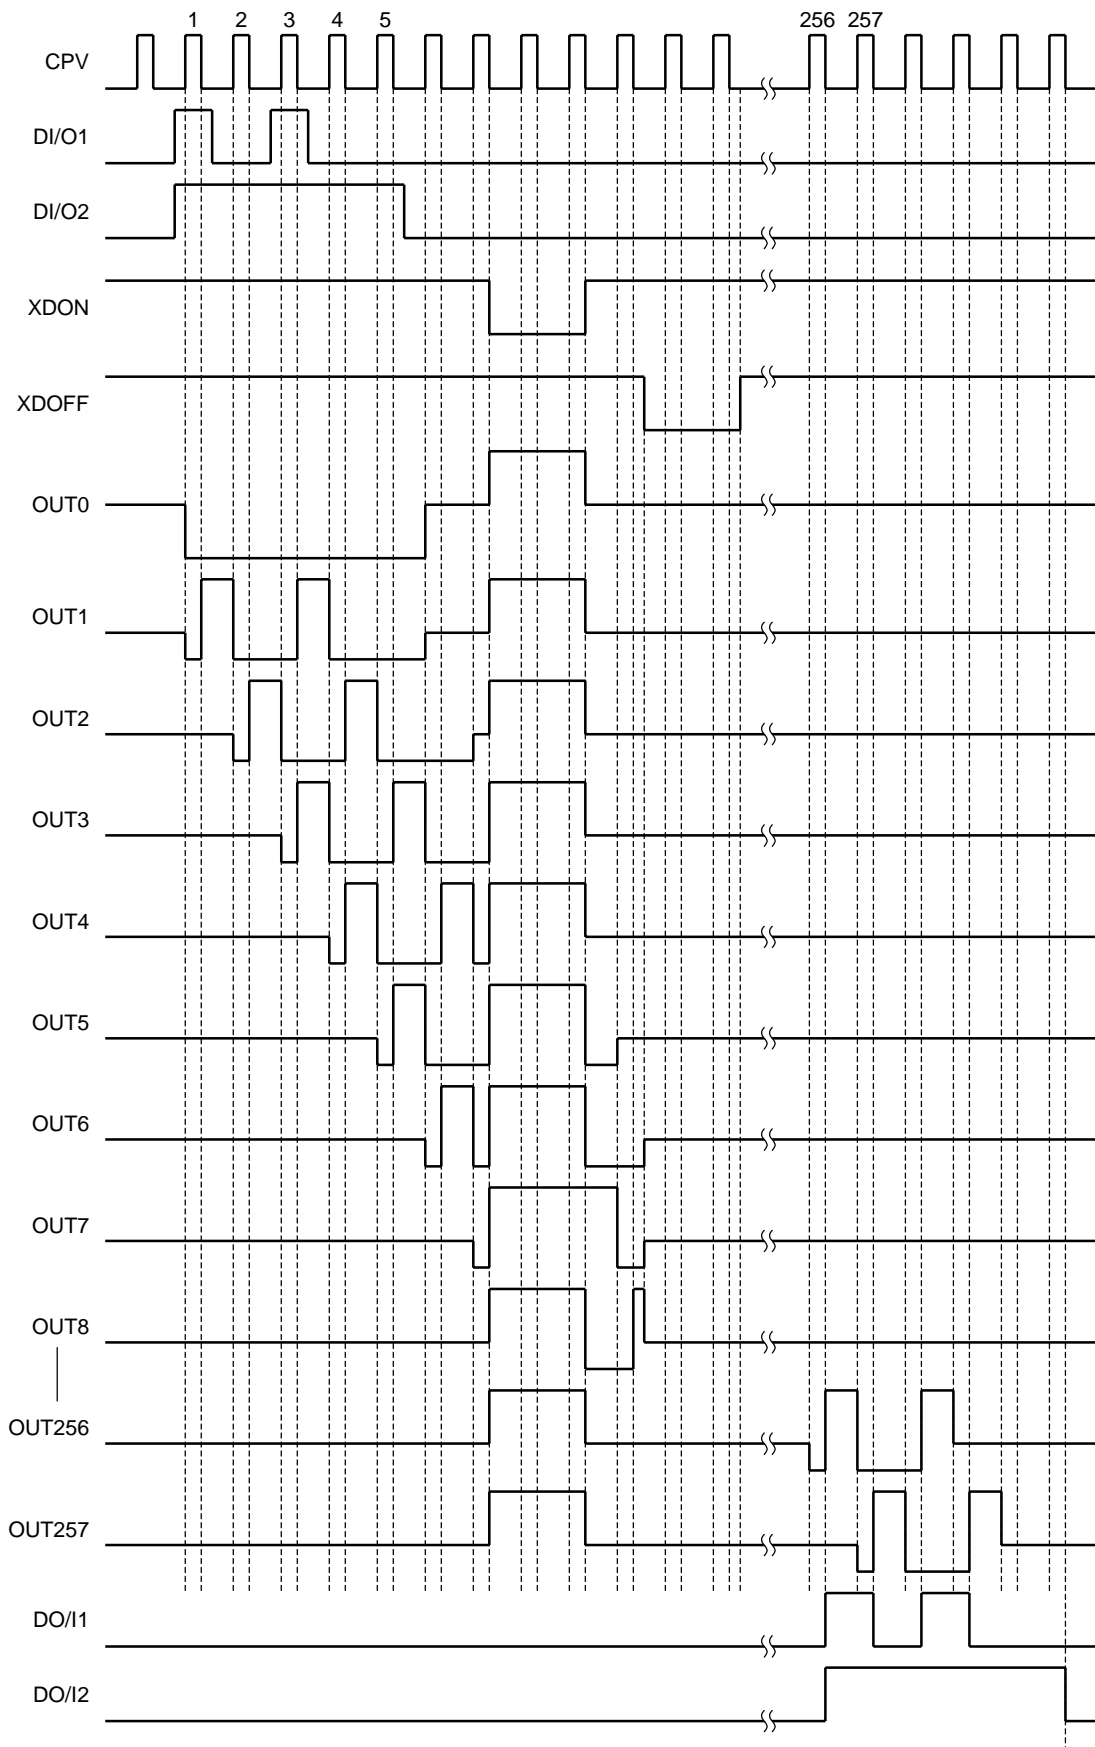 1 2 3 4 5 256 257
CPV
DI/O1
DI/O2
XDON
XDOFF
OUT0
OUT1
OUT2
OUT3
OUT4
OUT5
OUT6
OUT7
OUT8
OUT256
OUT257
DO/I1
DO/I2